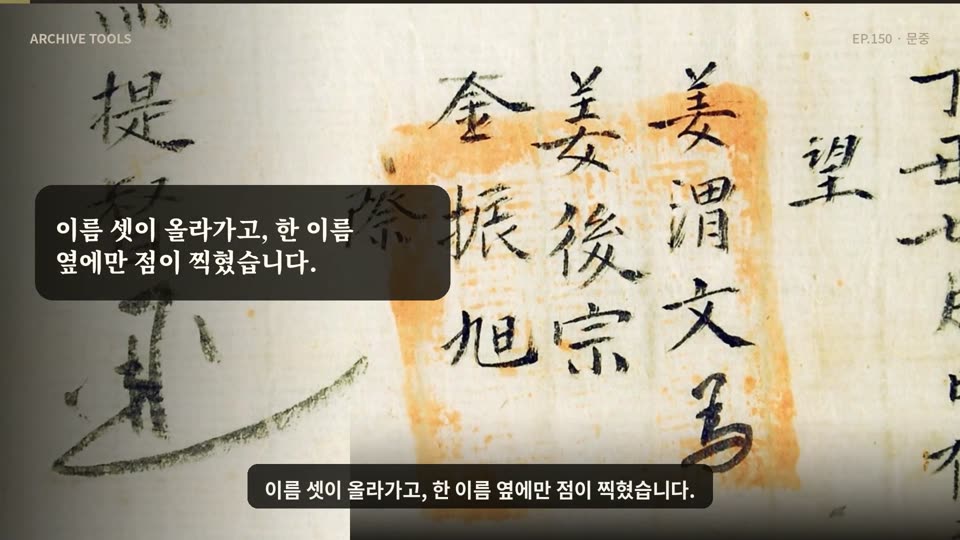 ARCHIVE TOOLS
EP.150 · 문중
望
姜渭文
姜後宗
金振旭
際
提
이름 셋이 올라가고, 한 이름
옆에만 점이 찍혔습니다.
이름 셋이 올라가고, 한 이름 옆에만 점이 찍혔습니다.